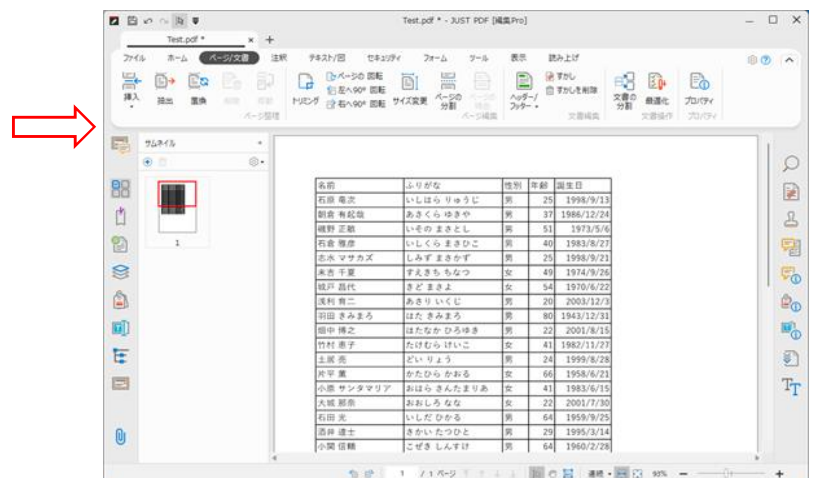 Test.pdf * - JUST PDF [編集Pro]
Test.pdf * × +
ファイル ホーム ページ/文書 注釈 テキスト/図 セキュリティ フォーム ツール 表示 読み上げ
挿入 抽出 置換 削除 移動
トリミング ページの 回転 左へ90° 回転 右へ90° 回転 サイズ変更 ページの分割
ヘッダー/フッター すかし すかしを削除 文書の分割 最適化 プロパティ
ページ整理 ページ編集 文書編集 文書操作 プロパティ
サムネイル
1
名前 ふりがな 性別 年齢 誕生日
石原 竜次 いしはら りゅうじ 男 25 1998/9/13
朝倉 有起哉 あさくら ゆきや 男 37 1986/12/24
磯野 正敏 いその まさとし 男 51 1973/5/6
石倉 雅彦 いしくら まさひこ 男 40 1983/8/27
志水 マサカズ しみず まさかず 男 25 1998/9/21
末吉 千夏 すえきち ちなつ 女 49 1974/9/26
城戸 昌代 きど まさよ 女 54 1970/6/22
浅利 育二 あさり いくじ 男 20 2003/12/3
羽田 きみまろ はた きみまろ 男 80 1943/12/31
畑中 博之 はたなか ひろゆき 男 22 2001/8/15
竹村 恵子 たけむら けいこ 女 41 1982/11/27
土居 亮 どい りょう 男 24 1999/8/28
片平 薫 かたひら かおる 女 66 1958/6/21
小原 サンタマリア おはら さんたまりあ 女 41 1983/6/15
大城 那奈 おおしろ なな 女 22 2001/7/30
石田 光 いしだ ひかる 男 64 1959/9/25
酒井 達士 さかい たつひと 男 29 1995/3/14
小関 信輔 こぜき しんすけ 男 64 1960/2/28
1 / 1 ページ 連続 93%